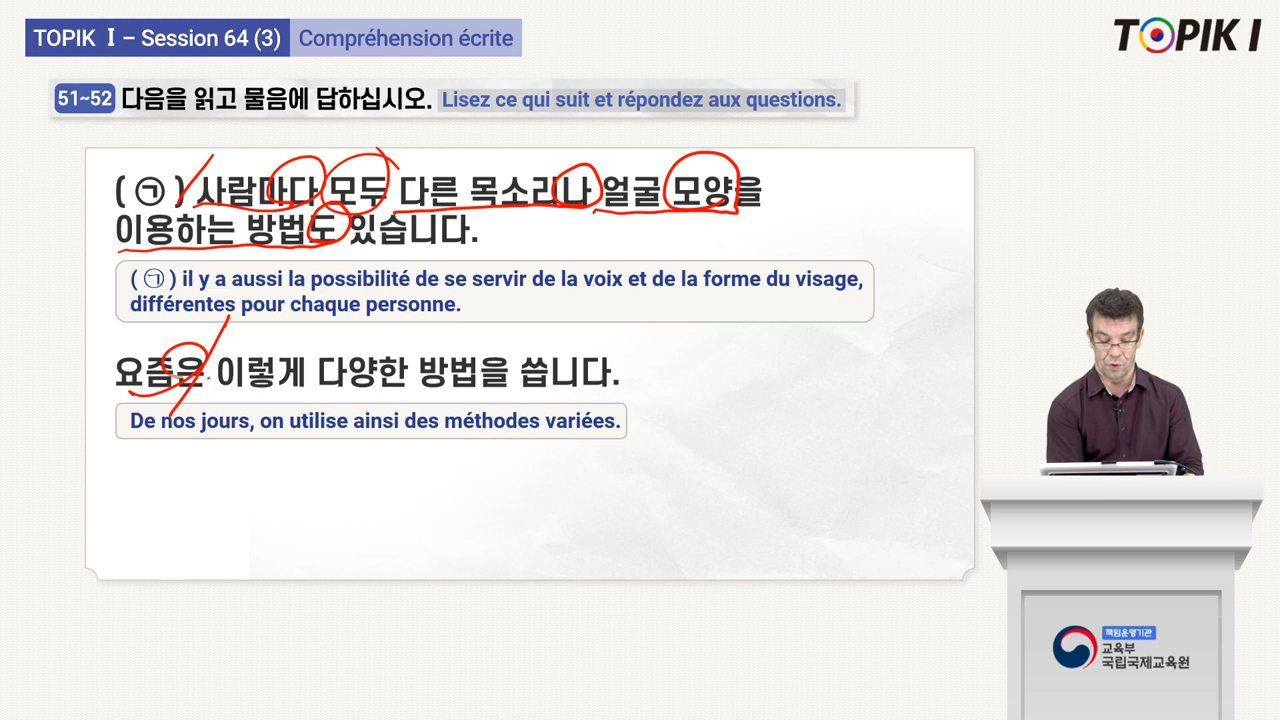 TOPIK Ⅰ – Session 64 (3) Compréhension écrite
TOPIK I
51~52 다음을 읽고 물음에 답하십시오. Lisez ce qui suit et répondez aux questions.
( ㉠ ) 사람마다 모두 다른 목소리나 얼굴 모양을
이용하는 방법도 있습니다.
( ㉠ ) il y a aussi la possibilité de se servir de la voix et de la forme du visage,
différentes pour chaque personne.
요즘은 이렇게 다양한 방법을 씁니다.
De nos jours, on utilise ainsi des méthodes variées.
책임운영기관
교육부
국립국제교육원